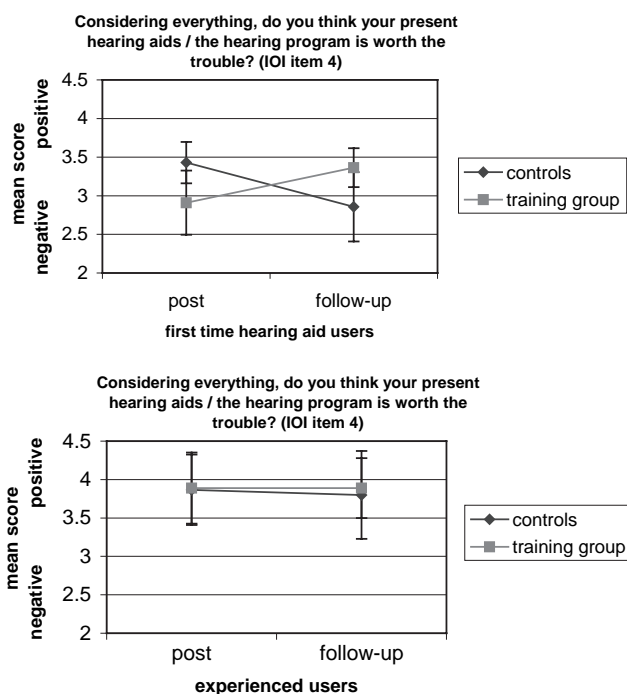 Considering everything, do you think your present
hearing aids / the hearing program is worth the
trouble? (IOI item 4)
4.5
4
3.5
3
2.5
2
mean score
negative positive
post follow-up
first time hearing aid users
controls
training group
Considering everything, do you think your present
hearing aids / the hearing program is worth the
trouble? (IOI item 4)
4.5
4
3.5
3
2.5
2
mean score
negative positive
post follow-up
experienced users
controls
training group